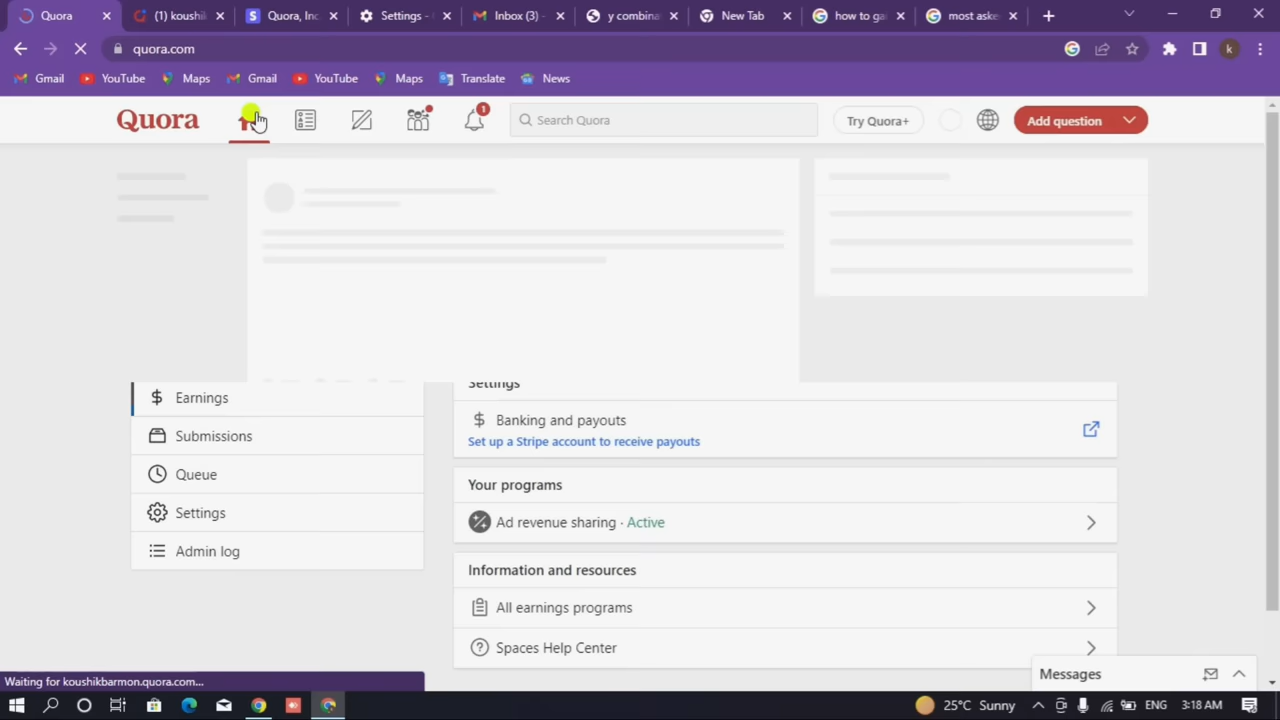 Quora
(1) koushik
Quora, Inc
Settings -
Inbox (3) -
y combina
New Tab
how to ga
most aske
quora.com
k
Gmail
YouTube
Maps
Gmail
YouTube
Maps
Translate
News
Quora
1
Search Quora
Try Quora+
Add question
Earnings
Submissions
Queue
Settings
Admin log
Settings
Banking and payouts
Set up a Stripe account to receive payouts
Your programs
Ad revenue sharing · Active
Information and resources
All earnings programs
Spaces Help Center
Messages
Waiting for koushikbarmon.quora.com...
25°C Sunny
ENG
3:18 AM